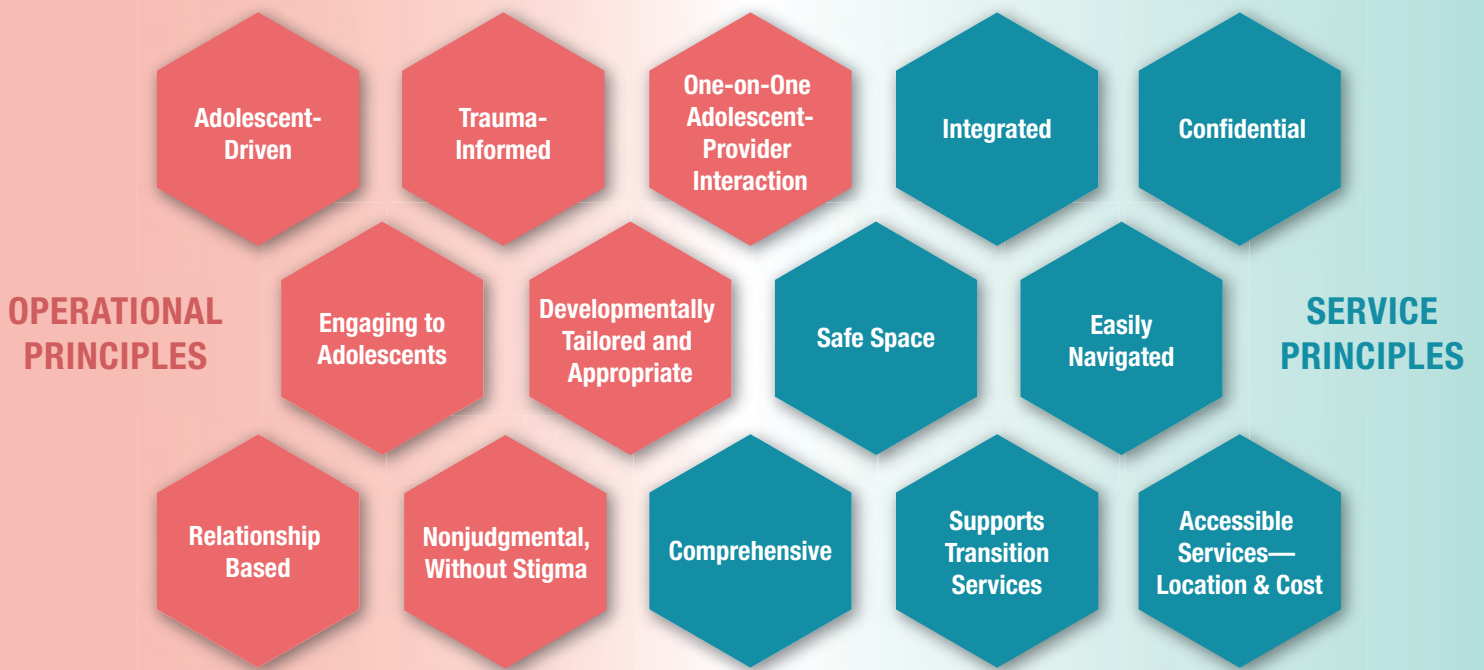 Adolescent-
Driven
Trauma-
Informed
One-on-One
Adolescent-
Provider
Interaction
Integrated
Confidential
OPERATIONAL
PRINCIPLES
Engaging to
Adolescents
Developmentally
Tailored and
Appropriate
Safe Space
Easily
Navigated
SERVICE
PRINCIPLES
Relationship
Based
Nonjudgmental,
Without Stigma
Comprehensive
Supports
Transition
Services
Accessible
Services—
Location & Cost